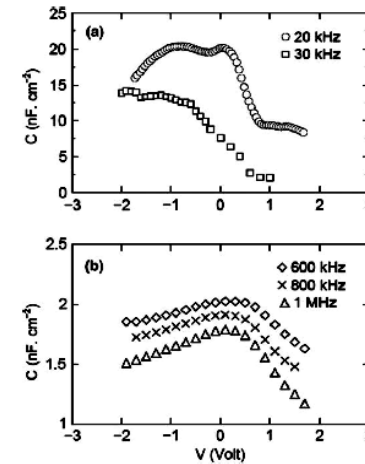 (a)
20 kHz
30 kHz
C (nF. cm⁻²)
25
20
15
10
5
0
−3 −2 −1 0 1 2 3
(b)
600 kHz
800 kHz
1 MHz
C (nF. cm⁻²)
2.5
2
1.5
1
−3 −2 −1 0 1 2 3
V (Volt)